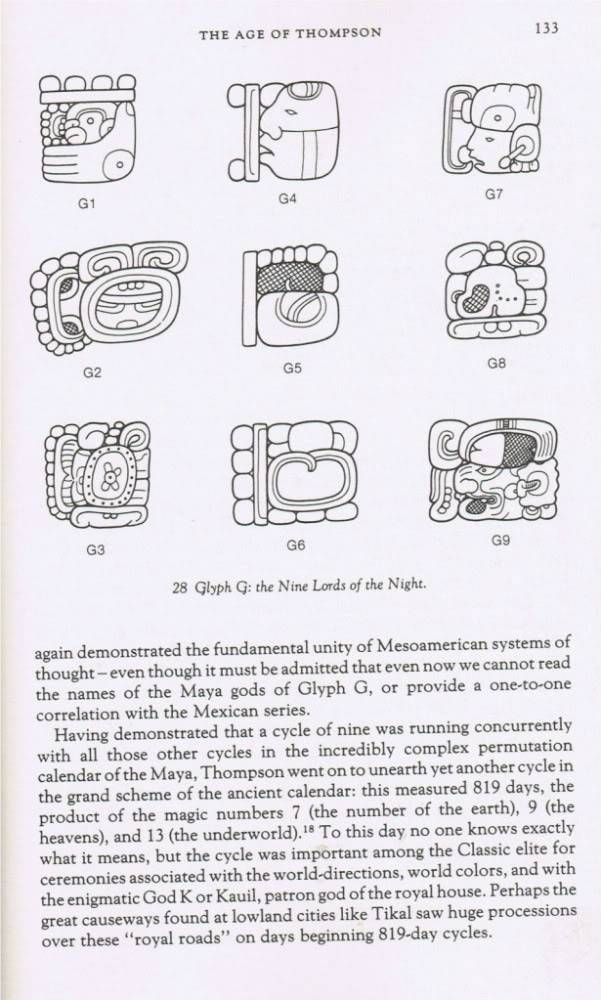 THE AGE OF THOMPSON 133
G1 G4 G7
G2 G5 G8
G3 G6 G9
28 Glyph G: the Nine Lords of the Night.
again demonstrated the fundamental unity of Mesoamerican systems of
thought – even though it must be admitted that even now we cannot read
the names of the Maya gods of Glyph G, or provide a one-to-one
correlation with the Mexican series.
Having demonstrated that a cycle of nine was running concurrently
with all those other cycles in the incredibly complex permutation
calendar of the Maya, Thompson went on to unearth yet another cycle in
the grand scheme of the ancient calendar: this measured 819 days, the
product of the magic numbers 7 (the number of the earth), 9 (the
heavens), and 13 (the underworld).18 To this day no one knows exactly
what it means, but the cycle was important among the Classic elite for
ceremonies associated with the world-directions, world colors, and with
the enigmatic God K or Kauil, patron god of the royal house. Perhaps the
great causeways found at lowland cities like Tikal saw huge processions
over these "royal roads" on days beginning 819-day cycles.